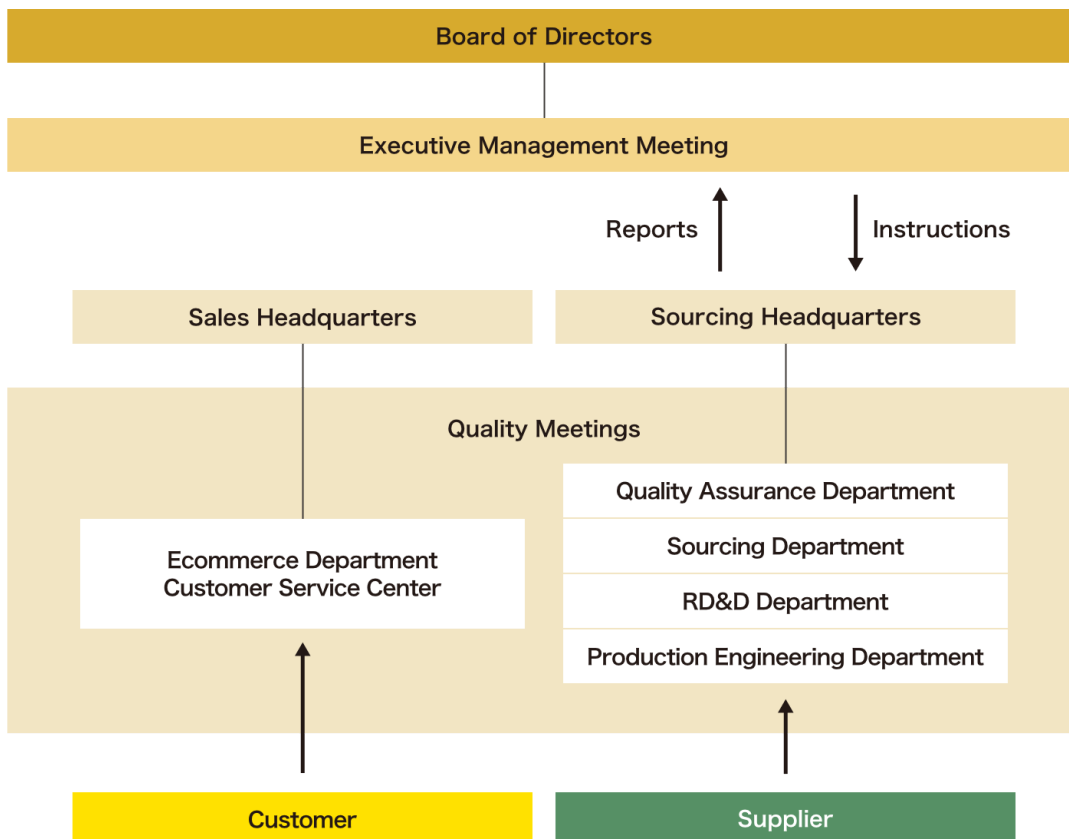 Board of Directors
Executive Management Meeting
Reports
Instructions
Sales Headquarters
Sourcing Headquarters
Quality Meetings
Ecommerce Department
Customer Service Center
Quality Assurance Department
Sourcing Department
RD&D Department
Production Engineering Department
Customer
Supplier